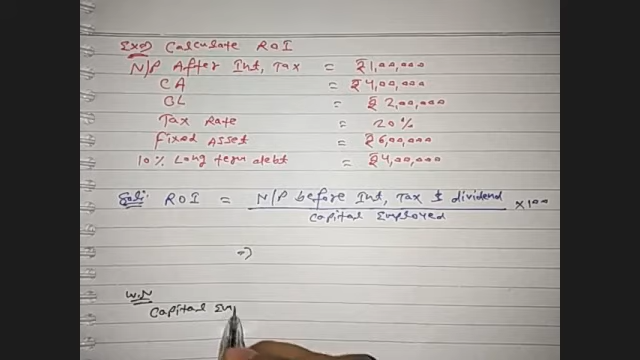 Exa) Calculate ROI
N/P After Int, Tax = ₹1,00,000
CA = ₹4,00,000
CL = ₹2,00,000
Tax Rate = 20%
Fixed Asset = ₹6,00,000
10% Long term debt = ₹4,00,000
Sol: ROI = N/P before Int, Tax & dividend
Capital Employed
×100
⇒
W.N
Capital Em